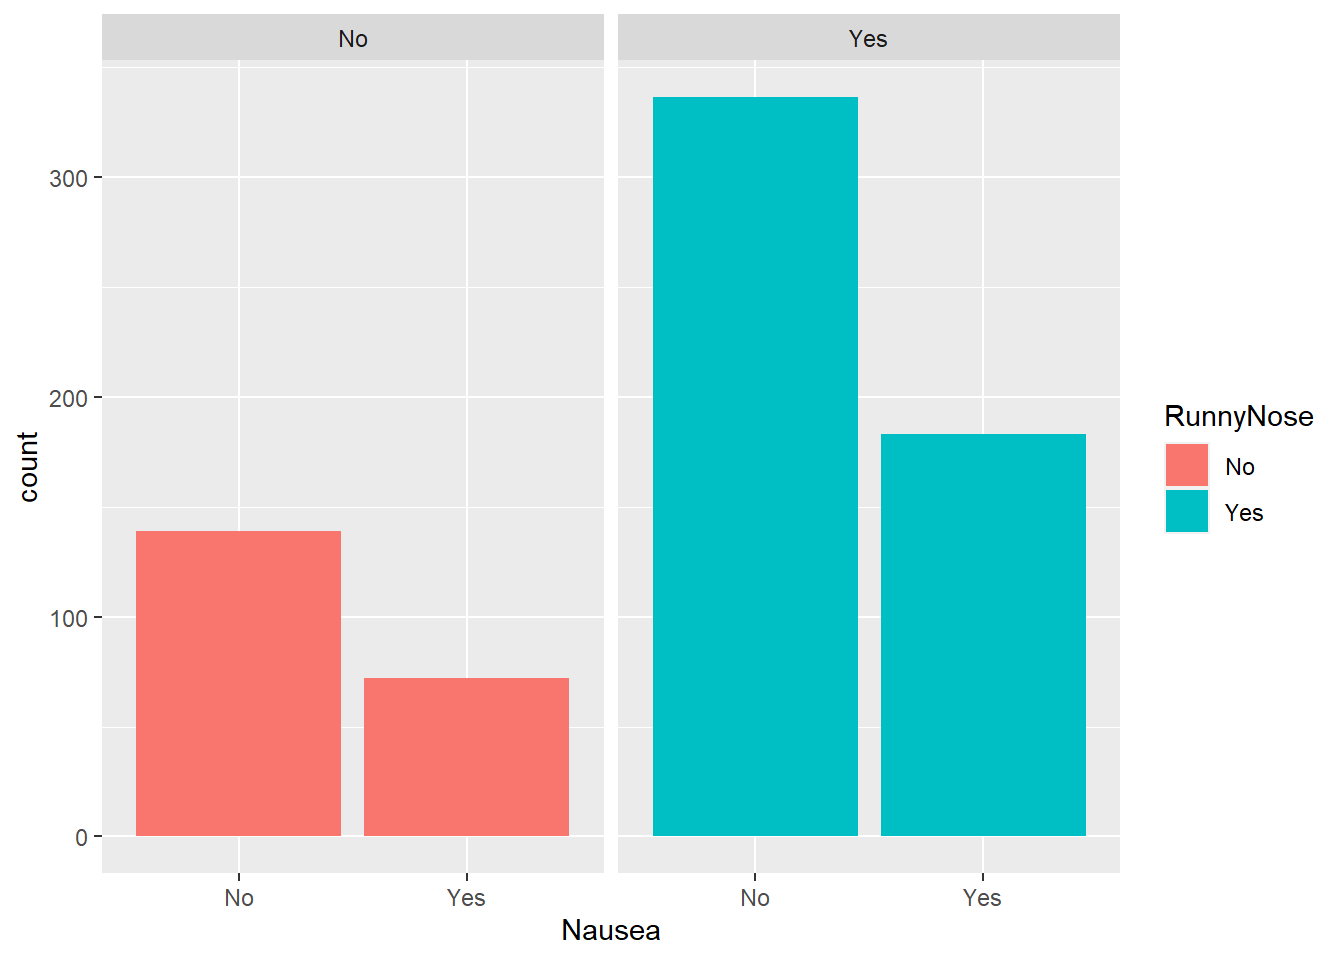 No
Yes
300
200
100
0
count
No
Yes
No
Yes
Nausea
RunnyNose
No
Yes